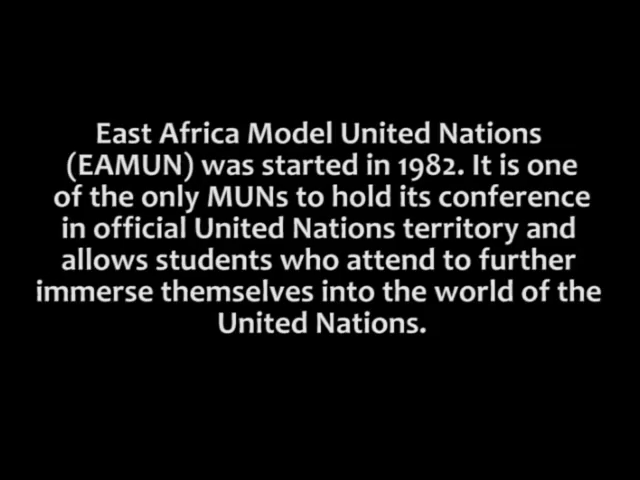 East Africa Model United Nations
(EAMUN) was started in 1982. It is one
of the only MUNs to hold its conference
in official United Nations territory and
allows students who attend to further
immerse themselves into the world of the
United Nations.